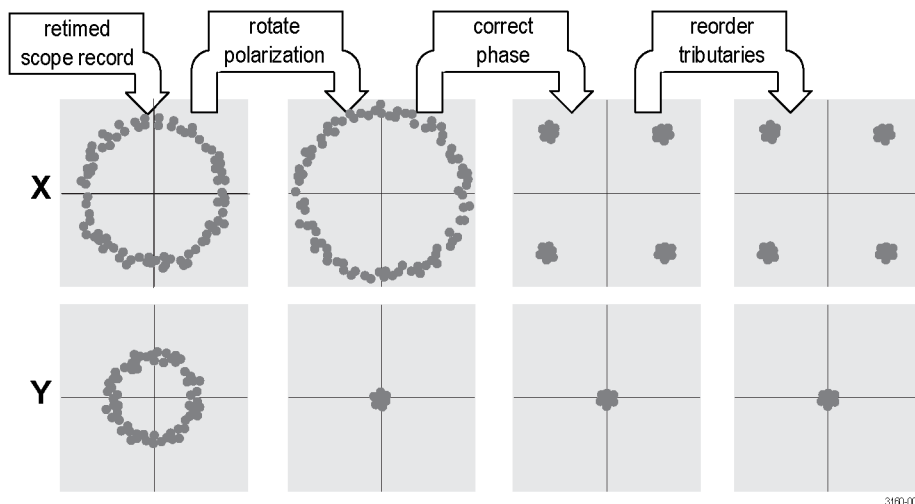 retimed
scope record
rotate
polarization
correct
phase
reorder
tributaries
X
Y